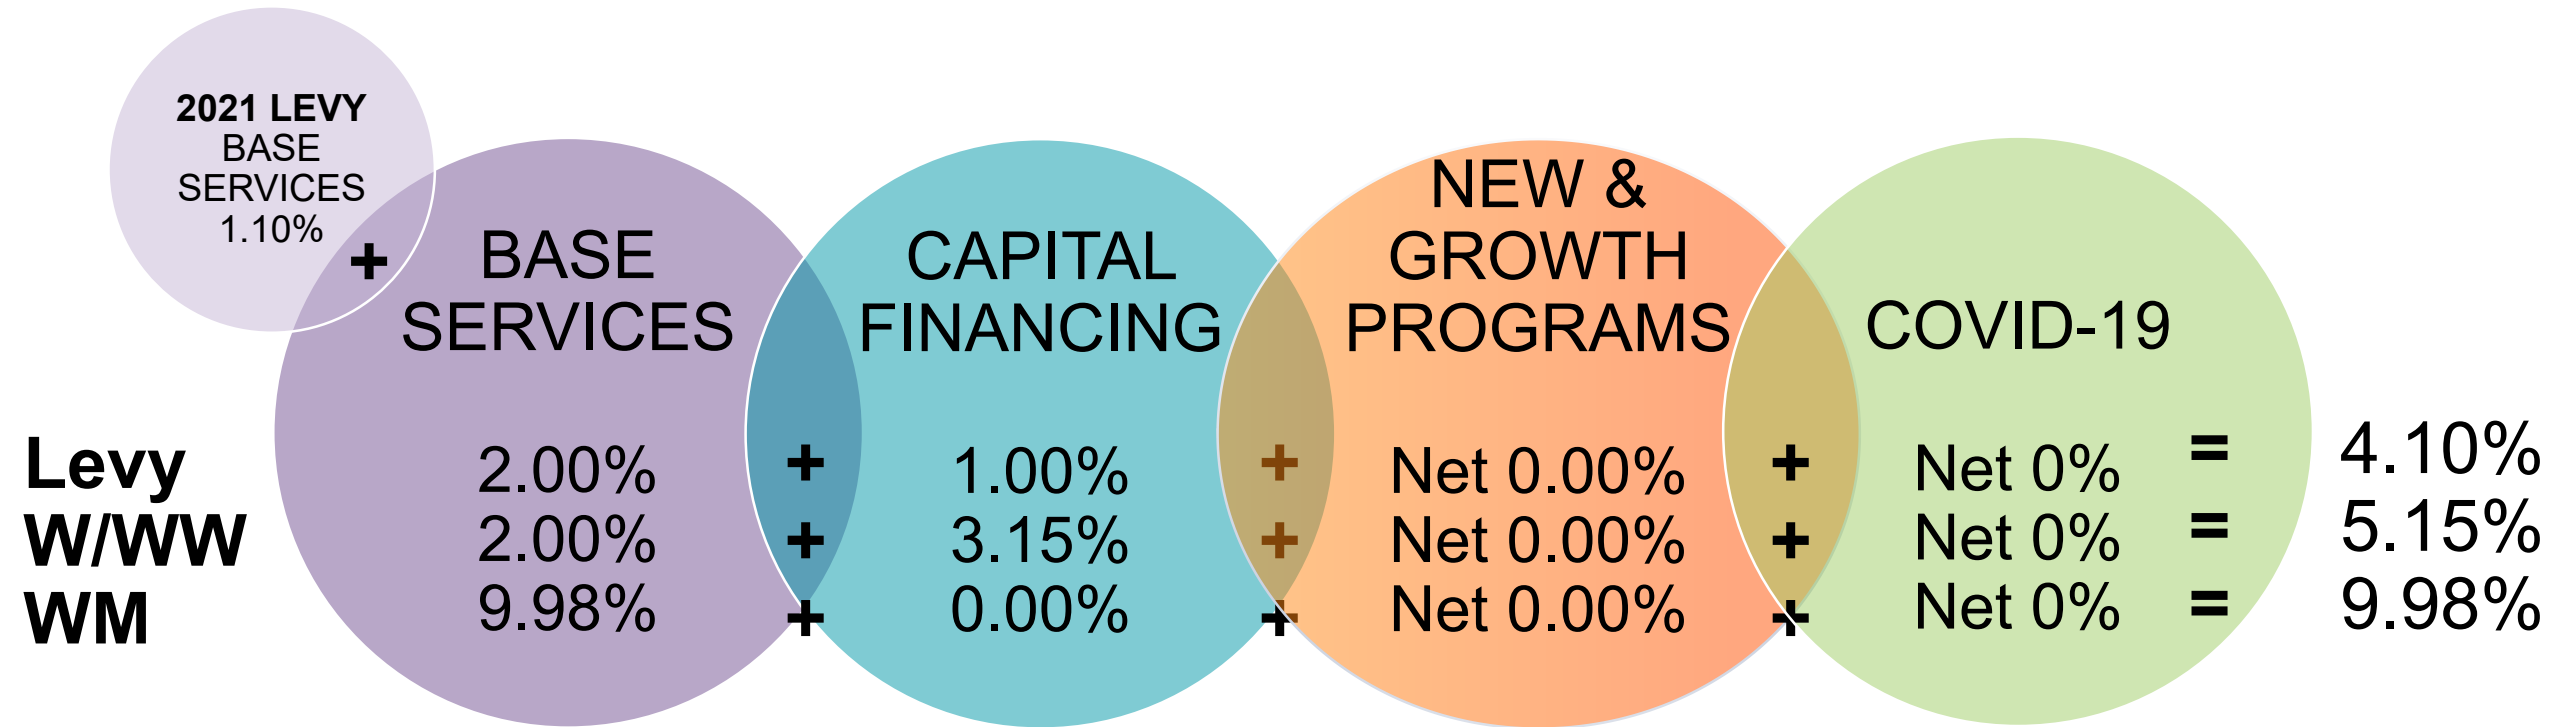 2021 LEVY
BASE
SERVICES
1.10%
+
BASE
SERVICES
CAPITAL
FINANCING
NEW &
GROWTH
PROGRAMS
COVID-19
Levy 2.00% + 1.00% + Net 0.00% + Net 0% = 4.10%
W/WW 2.00% + 3.15% + Net 0.00% + Net 0% = 5.15%
WM 9.98% + 0.00% + Net 0.00% + Net 0% = 9.98%